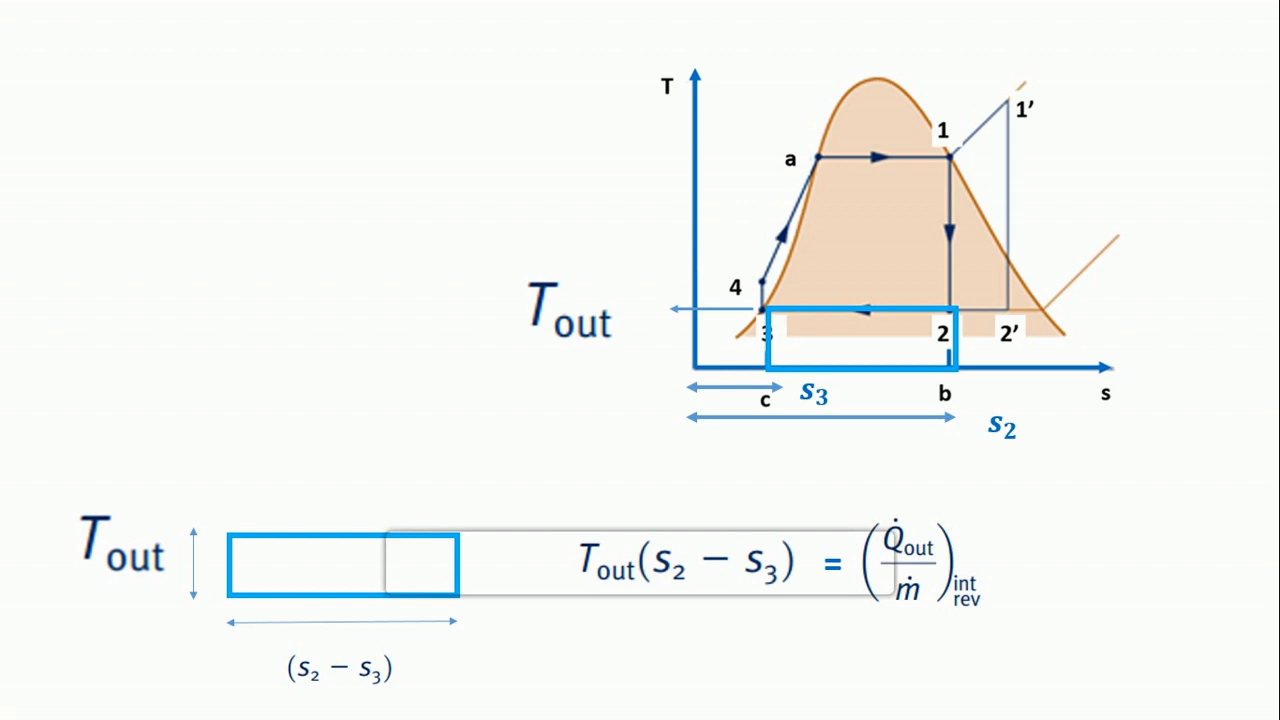 T
1
1’
a
4
T_out
3
2
2’
c
s_3
b
s
s_2
T_out
T_out(s_2 − s_3) = (Q̇_out / ṁ)_int rev
(s_2 − s_3)